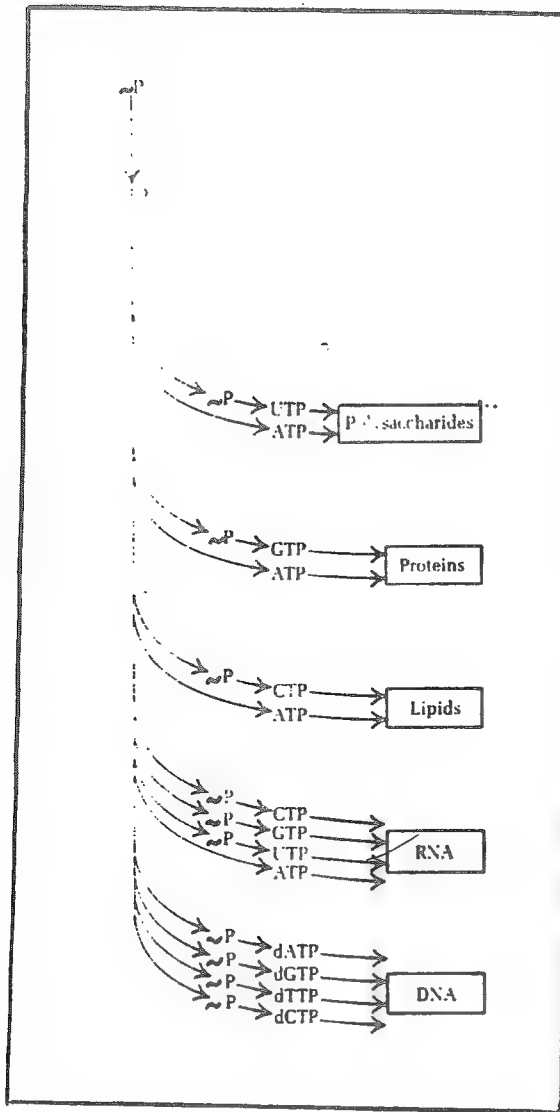 ~P
~P UTP
ATP
~P GTP
ATP
Proteins
~P CTP
ATP
Lipids
~P CTP
~P GTP
~P UTP
ATP
RNA
~P dATP
~P dGTP
~P dTTP
~P dCTP
DNA